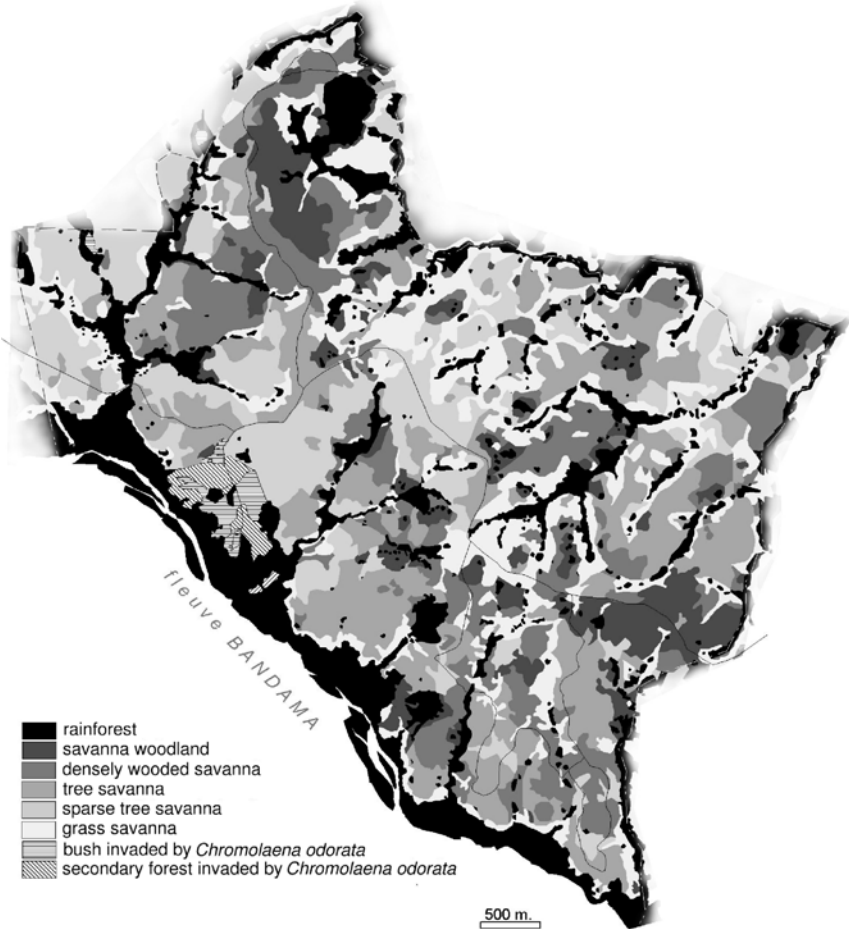 fleuve BANDAMA
rainforest
savanna woodland
densely wooded savanna
tree savanna
sparse tree savanna
grass savanna
bush invaded by Chromolaena odorata
secondary forest invaded by Chromolaena odorata
500 m.